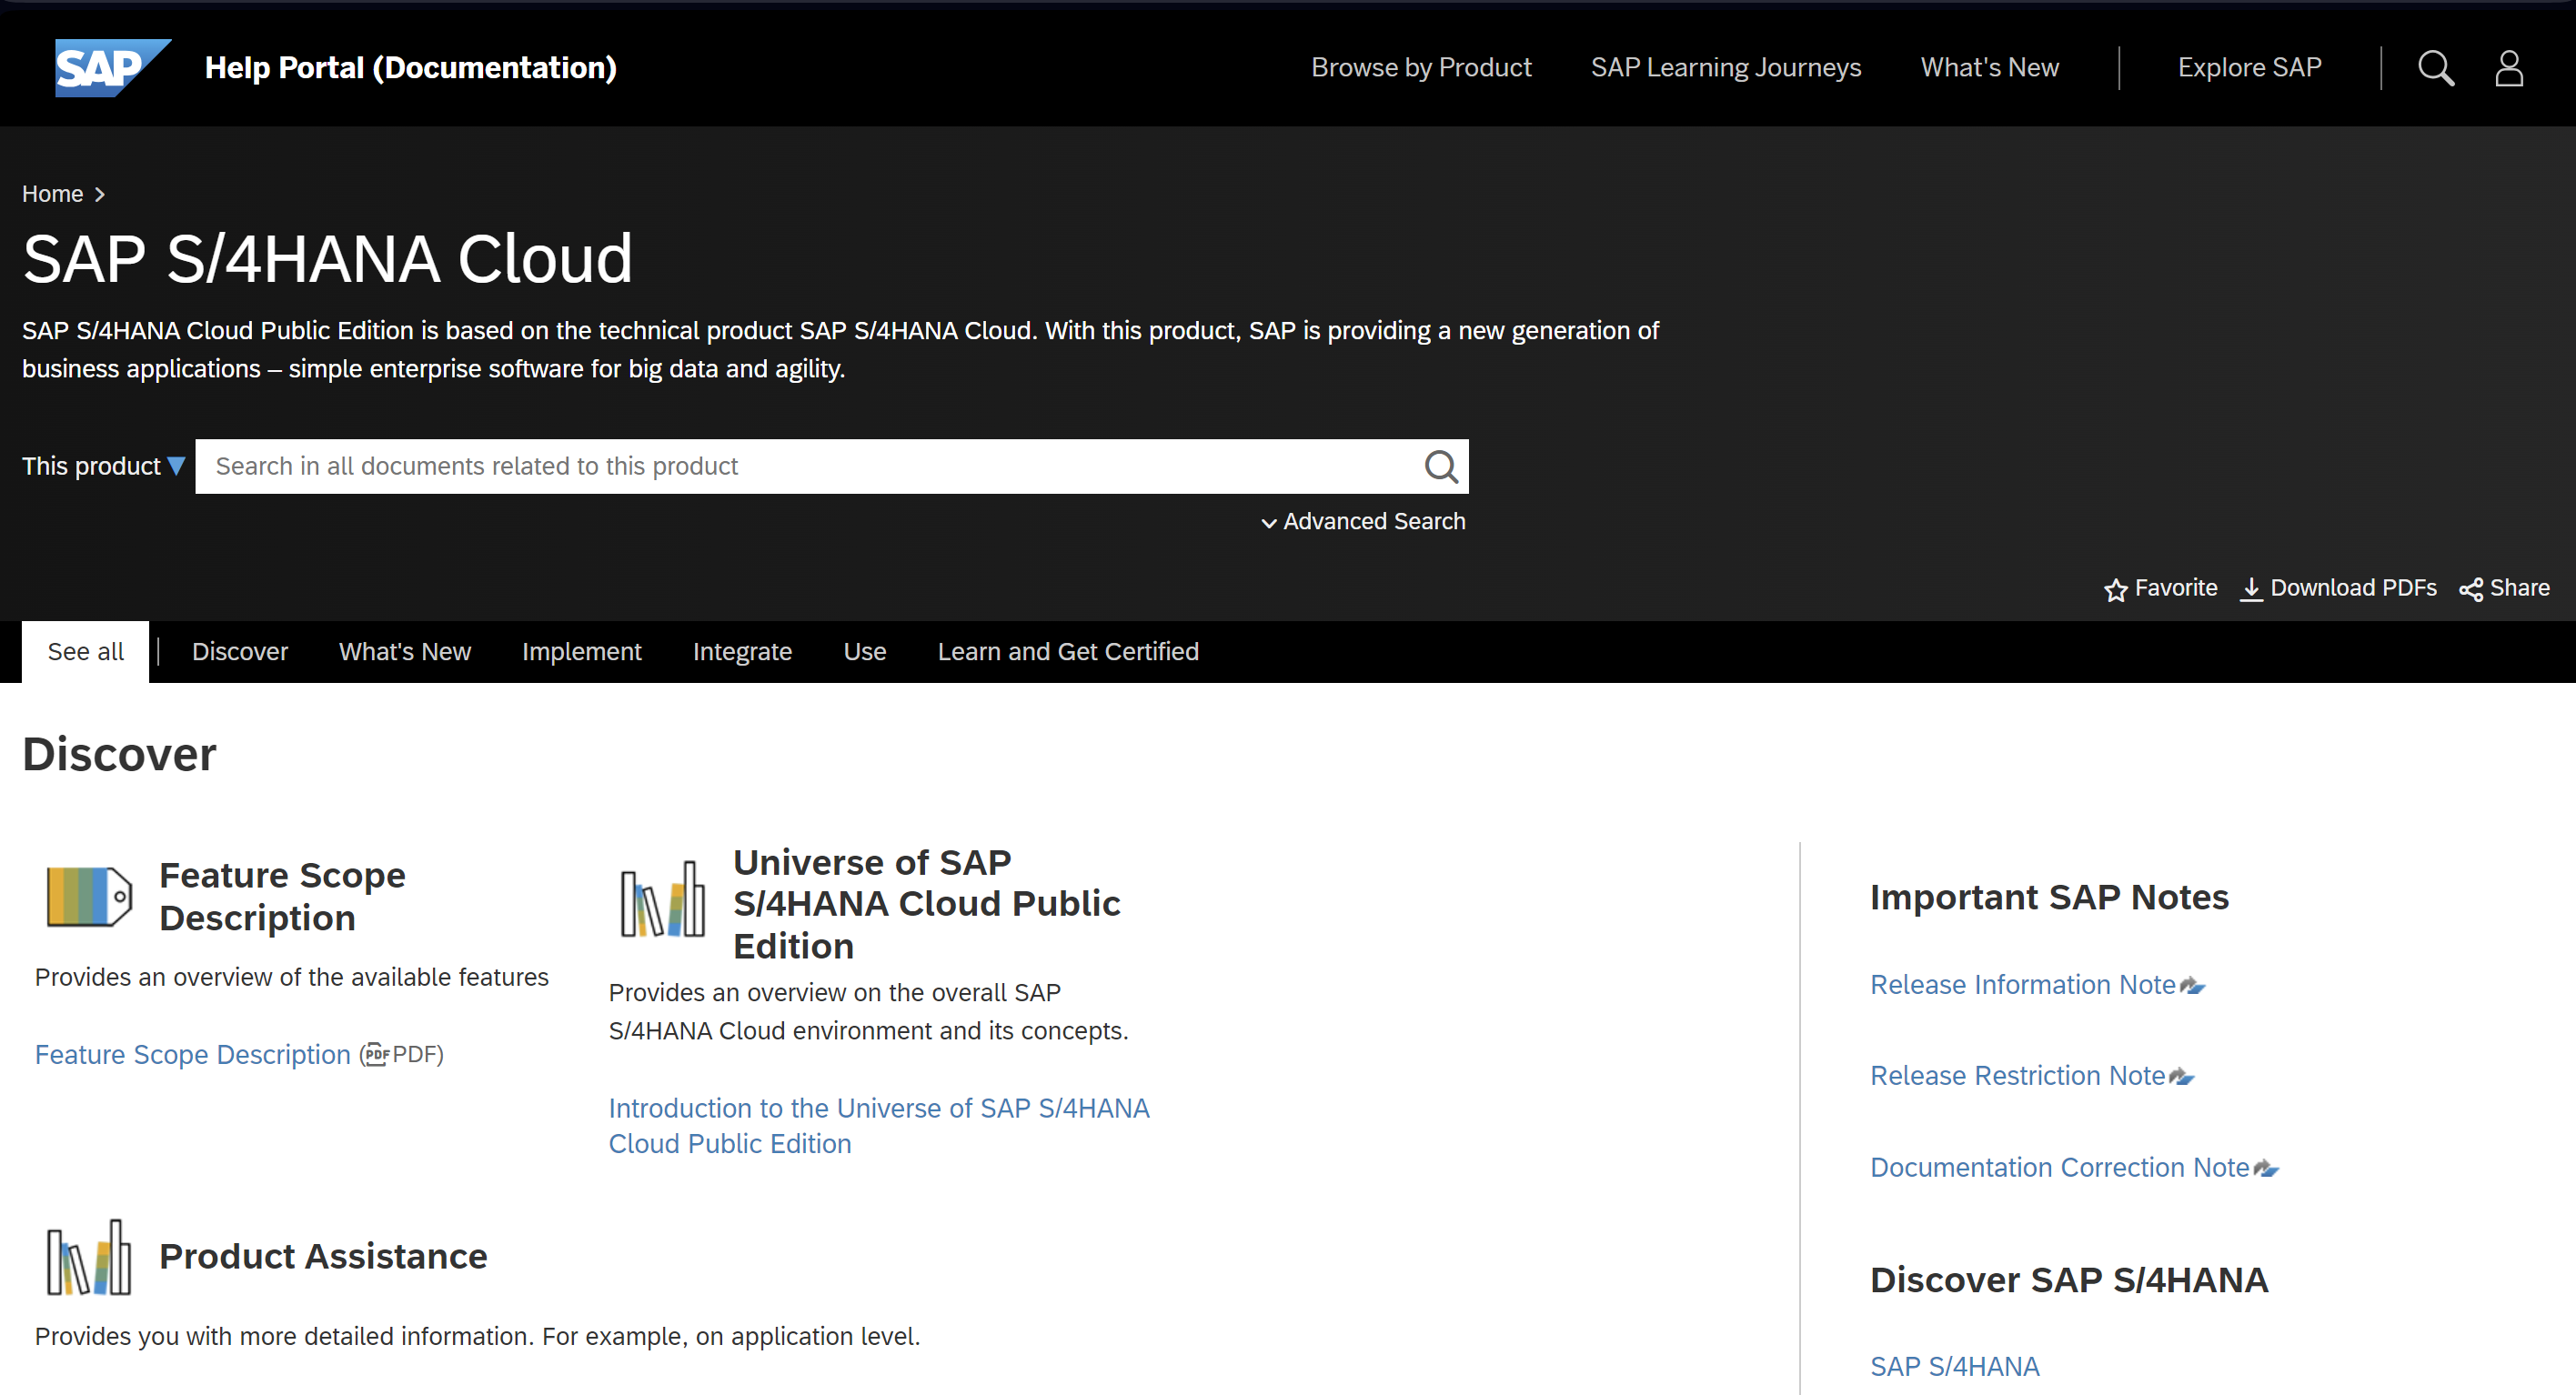 SAP
Help Portal (Documentation)
Browse by Product
SAP Learning Journeys
What's New
Explore SAP
Home
SAP S/4HANA Cloud
SAP S/4HANA Cloud Public Edition is based on the technical product SAP S/4HANA Cloud. With this product, SAP is providing a new generation of
business applications – simple enterprise software for big data and agility.
This product
Search in all documents related to this product
Advanced Search
Favorite
Download PDFs
Share
See all
Discover
What's New
Implement
Integrate
Use
Learn and Get Certified
Discover
Feature Scope
Description
Provides an overview of the available features
Feature Scope Description (PDF PDF)
Universe of SAP
S/4HANA Cloud Public
Edition
Provides an overview on the overall SAP
S/4HANA Cloud environment and its concepts.
Introduction to the Universe of SAP S/4HANA
Cloud Public Edition
Product Assistance
Provides you with more detailed information. For example, on application level.
Important SAP Notes
Release Information Note
Release Restriction Note
Documentation Correction Note
Discover SAP S/4HANA
SAP S/4HANA